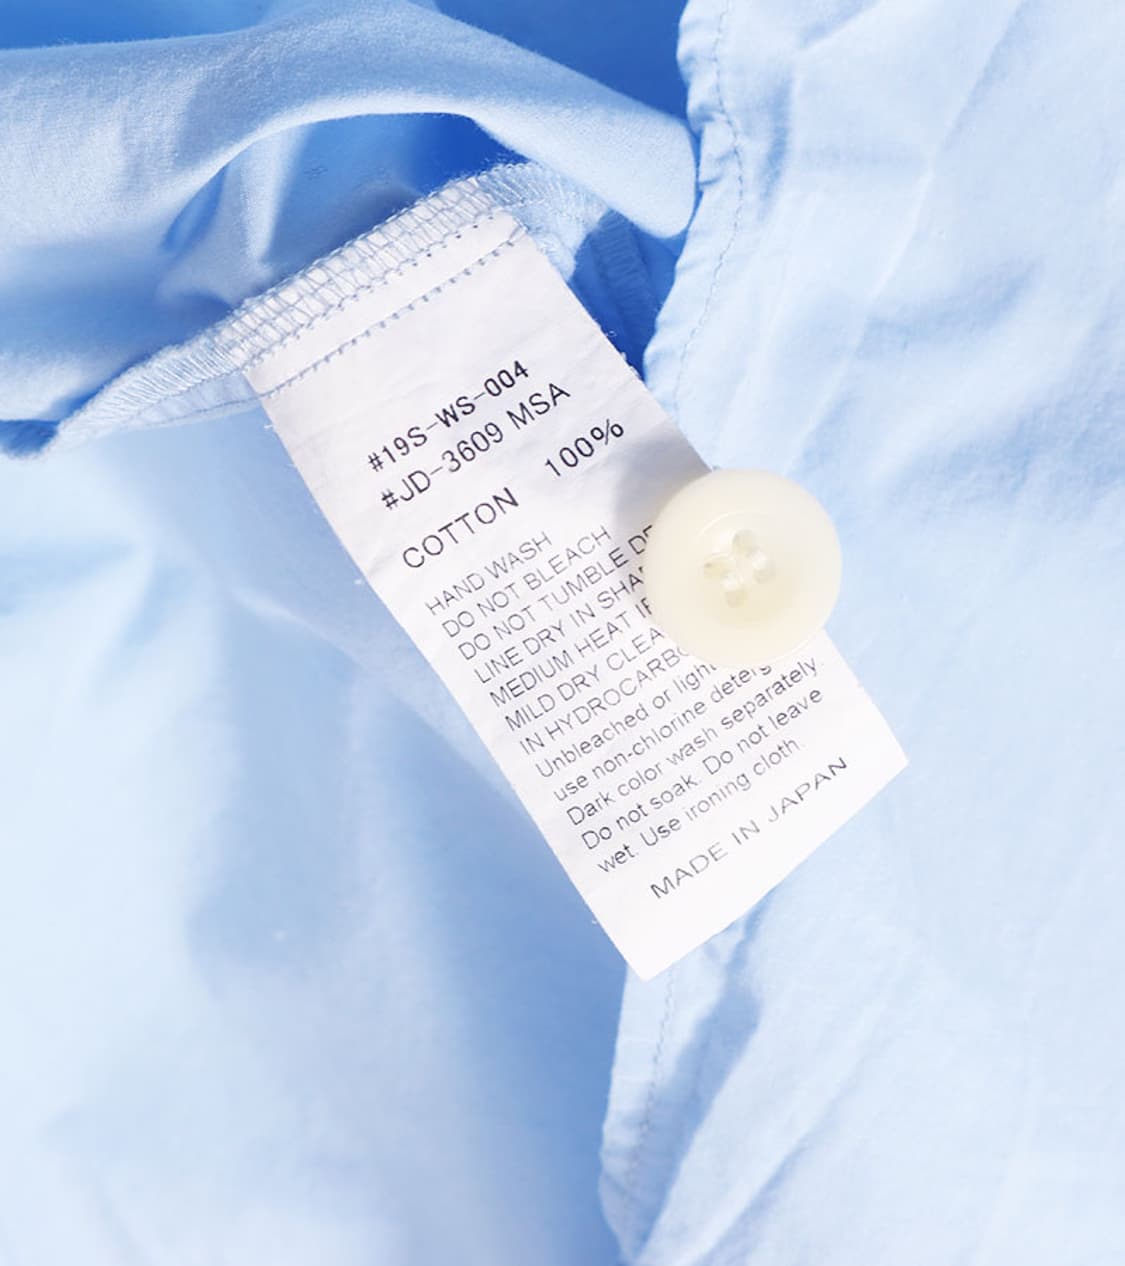 #19S-WS-004
#JD-3609 MSA
COTTON 100%
HAND WASH
DO NOT BLEACH
DO NOT TUMBLE
LINE DRY IN
MEDIUM HEAT
MILD DRY
IN
Unbleached or
use non-chlorine
Dark color wash separately.
Do not soak. Do not leave
wet. Use ironing cloth.
MADE IN JAPAN